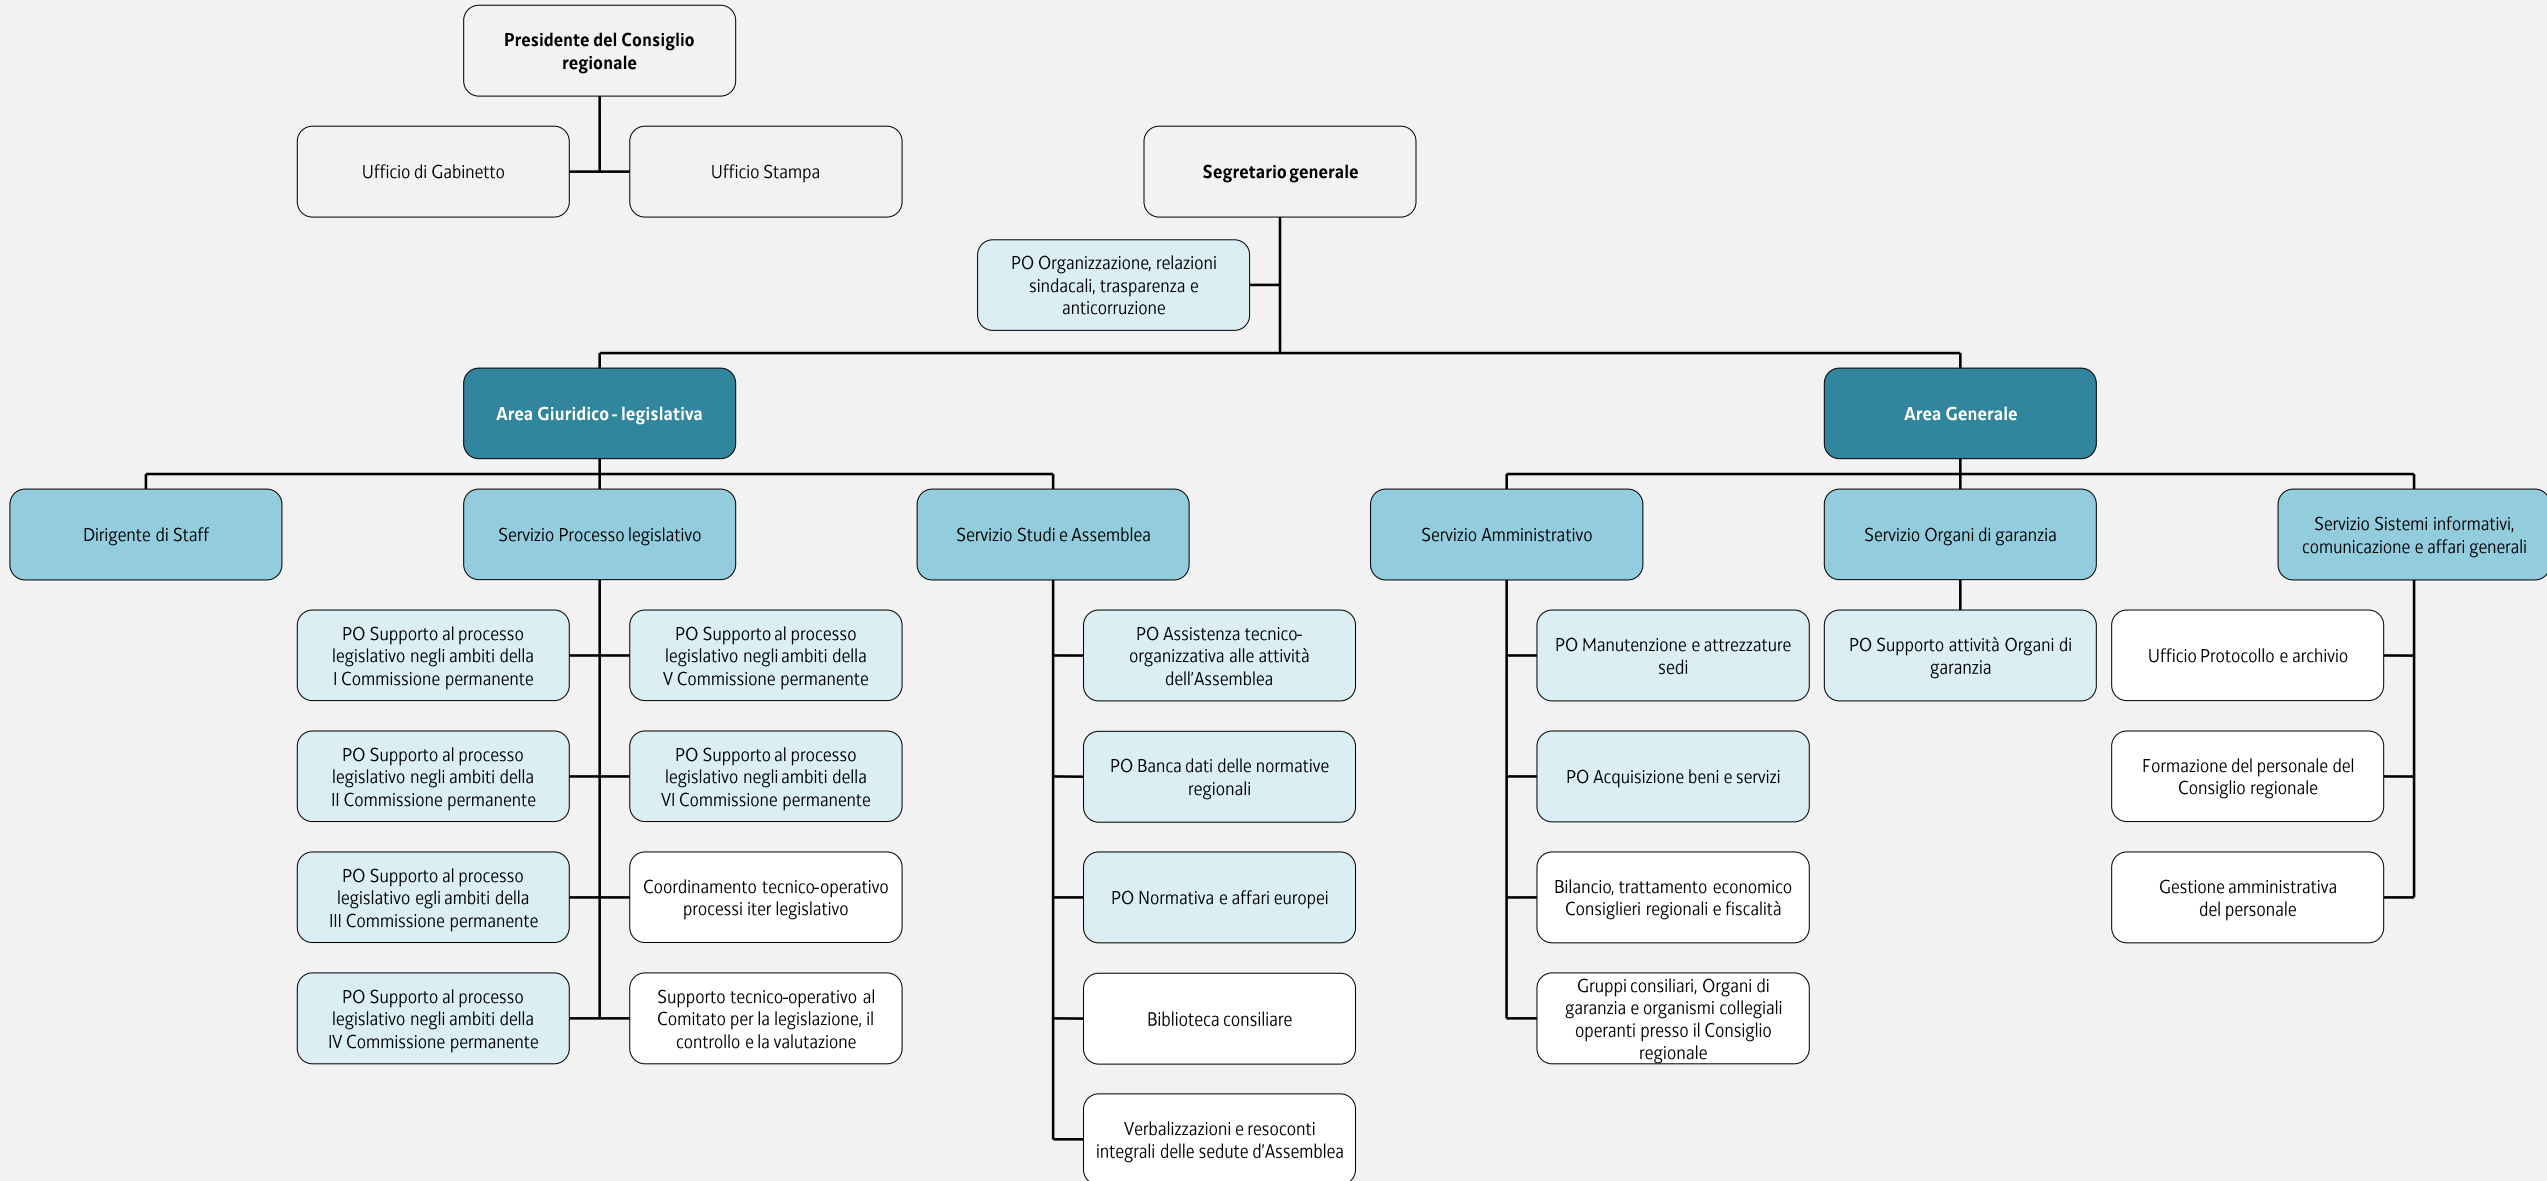 Presidente del Consiglio
regionale
Ufficio di Gabinetto
Ufficio Stampa
Segretario generale
PO Organizzazione, relazioni
sindacali, trasparenza e
anticorruzione
Area Giuridico - legislativa
Area Generale
Dirigente di Staff
Servizio Processo legislativo
Servizio Studi e Assemblea
Servizio Amministrativo
Servizio Organi di garanzia
Servizio Sistemi informativi,
comunicazione e affari generali
PO Supporto al processo
legislativo negli ambiti della
I Commissione permanente
PO Supporto al processo
legislativo negli ambiti della
V Commissione permanente
PO Assistenza tecnico-
organizzativa alle attività
dell'Assemblea
PO Manutenzione e attrezzature
sedi
PO Supporto attività Organi di
garanzia
Ufficio Protocollo e archivio
PO Supporto al processo
legislativo negli ambiti della
II Commissione permanente
PO Supporto al processo
legislativo negli ambiti della
VI Commissione permanente
PO Banca dati delle normative
regionali
PO Acquisizione beni e servizi
Formazione del personale del
Consiglio regionale
PO Supporto al processo
legislativo egli ambiti della
III Commissione permanente
Coordinamento tecnico-operativo
processi iter legislativo
PO Normativa e affari europei
Bilancio, trattamento economico
Consiglieri regionali e fiscalità
Gestione amministrativa
del personale
PO Supporto al processo
legislativo negli ambiti della
IV Commissione permanente
Supporto tecnico-operativo al
Comitato per la legislazione, il
controllo e la valutazione
Biblioteca consiliare
Gruppi consiliari, Organi di
garanzia e organismi collegiali
operanti presso il Consiglio
regionale
Verbalizzazioni e resoconti
integrali delle sedute d'Assemblea